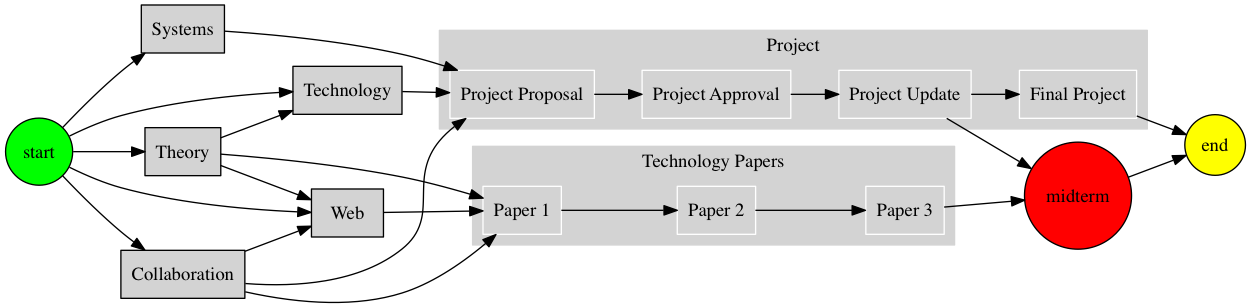 Systems
Project
Technology
Project Proposal
Project Approval
Project Update
Final Project
start
Theory
Technology Papers
end
Web
Paper 1
Paper 2
Paper 3
midterm
Collaboration